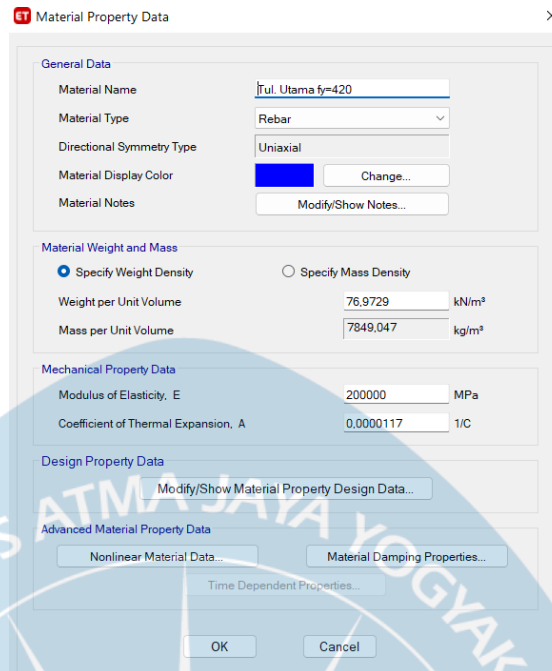 ET Material Property Data
General Data
Material Name Tul. Utama fy=420
Material Type Rebar
Directional Symmetry Type Uniaxial
Material Display Color Change...
Material Notes Modify/Show Notes...
Material Weight and Mass
Specify Weight Density Specify Mass Density
Weight per Unit Volume 76,9729 kN/m³
Mass per Unit Volume 7849,047 kg/m³
Mechanical Property Data
Modulus of Elasticity, E 200000 MPa
Coefficient of Thermal Expansion, A 0,0000117 1/C
Design Property Data
Modify/Show Material Property Design Data...
S ATMA JAYA YOGYAK
Advanced Material Property Data
Nonlinear Material Data... Material Damping Properties...
Time Dependent Properties...
OK Cancel